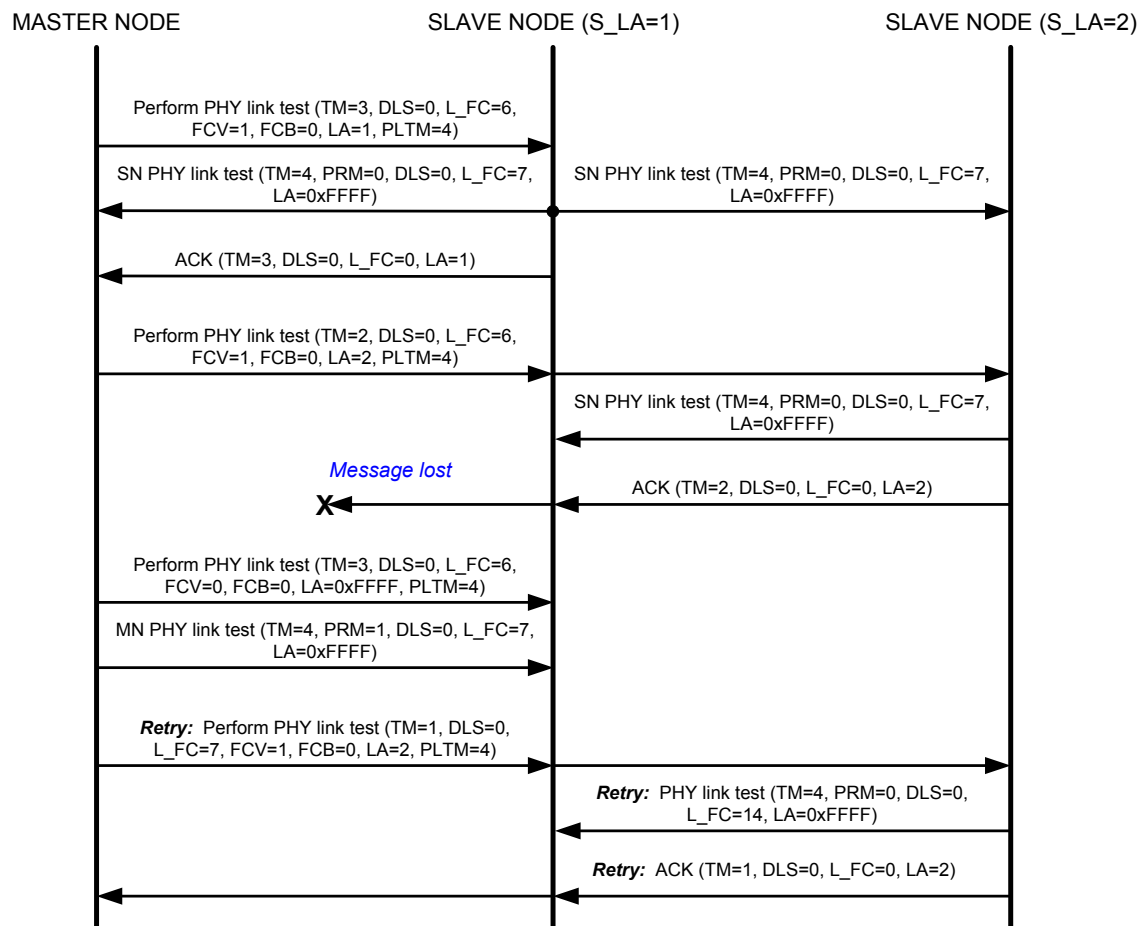 MASTER NODE
SLAVE NODE (S_LA=1)
SLAVE NODE (S_LA=2)
Perform PHY link test (TM=3, DLS=0, L_FC=6,
FCV=1, FCB=0, LA=1, PLTM=4)
SN PHY link test (TM=4, PRM=0, DLS=0, L_FC=7,
LA=0xFFFF)
SN PHY link test (TM=4, PRM=0, DLS=0, L_FC=7,
LA=0xFFFF)
ACK (TM=3, DLS=0, L_FC=0, LA=1)
Perform PHY link test (TM=2, DLS=0, L_FC=6,
FCV=1, FCB=0, LA=2, PLTM=4)
SN PHY link test (TM=4, PRM=0, DLS=0, L_FC=7,
LA=0xFFFF)
Message lost
ACK (TM=2, DLS=0, L_FC=0, LA=2)
X
Perform PHY link test (TM=3, DLS=0, L_FC=6,
FCV=0, FCB=0, LA=0xFFFF, PLTM=4)
MN PHY link test (TM=4, PRM=1, DLS=0, L_FC=7,
LA=0xFFFF)
Retry: Perform PHY link test (TM=1, DLS=0,
L_FC=7, FCV=1, FCB=0, LA=2, PLTM=4)
Retry: PHY link test (TM=4, PRM=0, DLS=0,
L_FC=14, LA=0xFFFF)
Retry: ACK (TM=1, DLS=0, L_FC=0, LA=2)